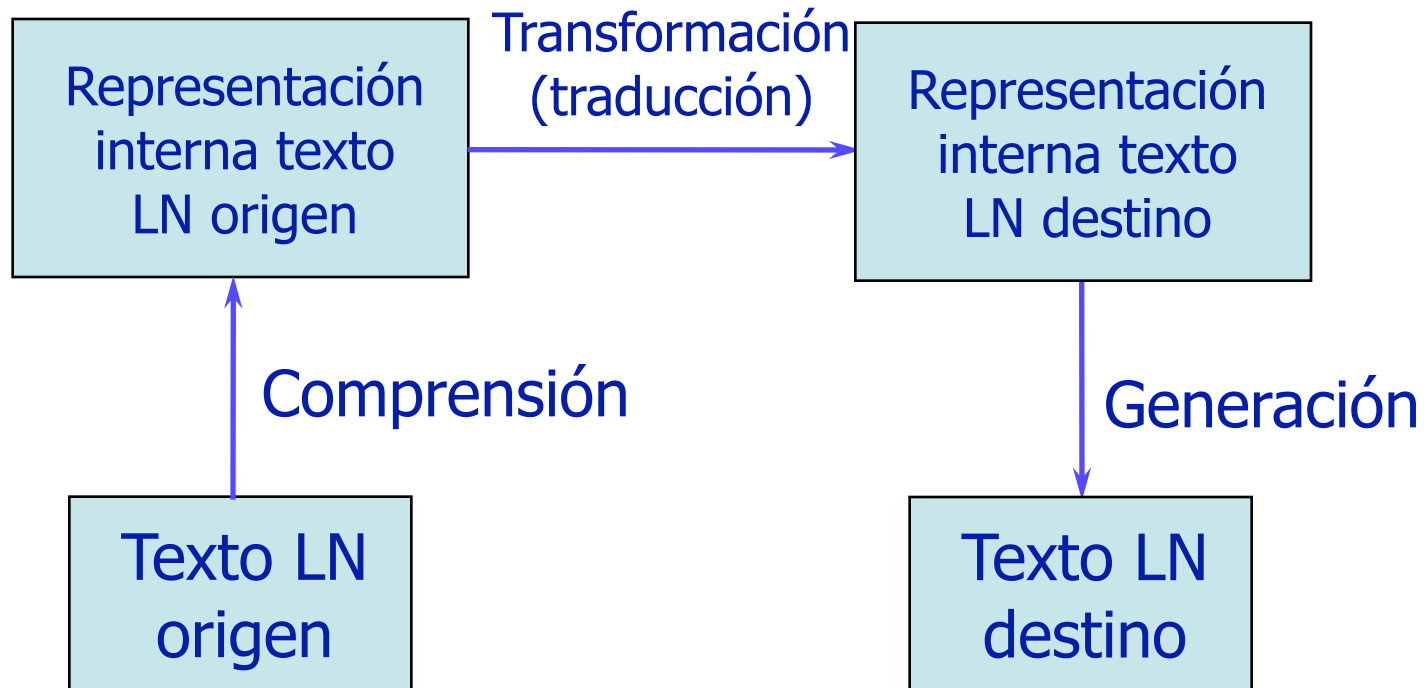 Transformación
(traducción)
Representación
interna texto
LN origen
Representación
interna texto
LN destino
Comprensión
Generación
Texto LN
origen
Texto LN
destino